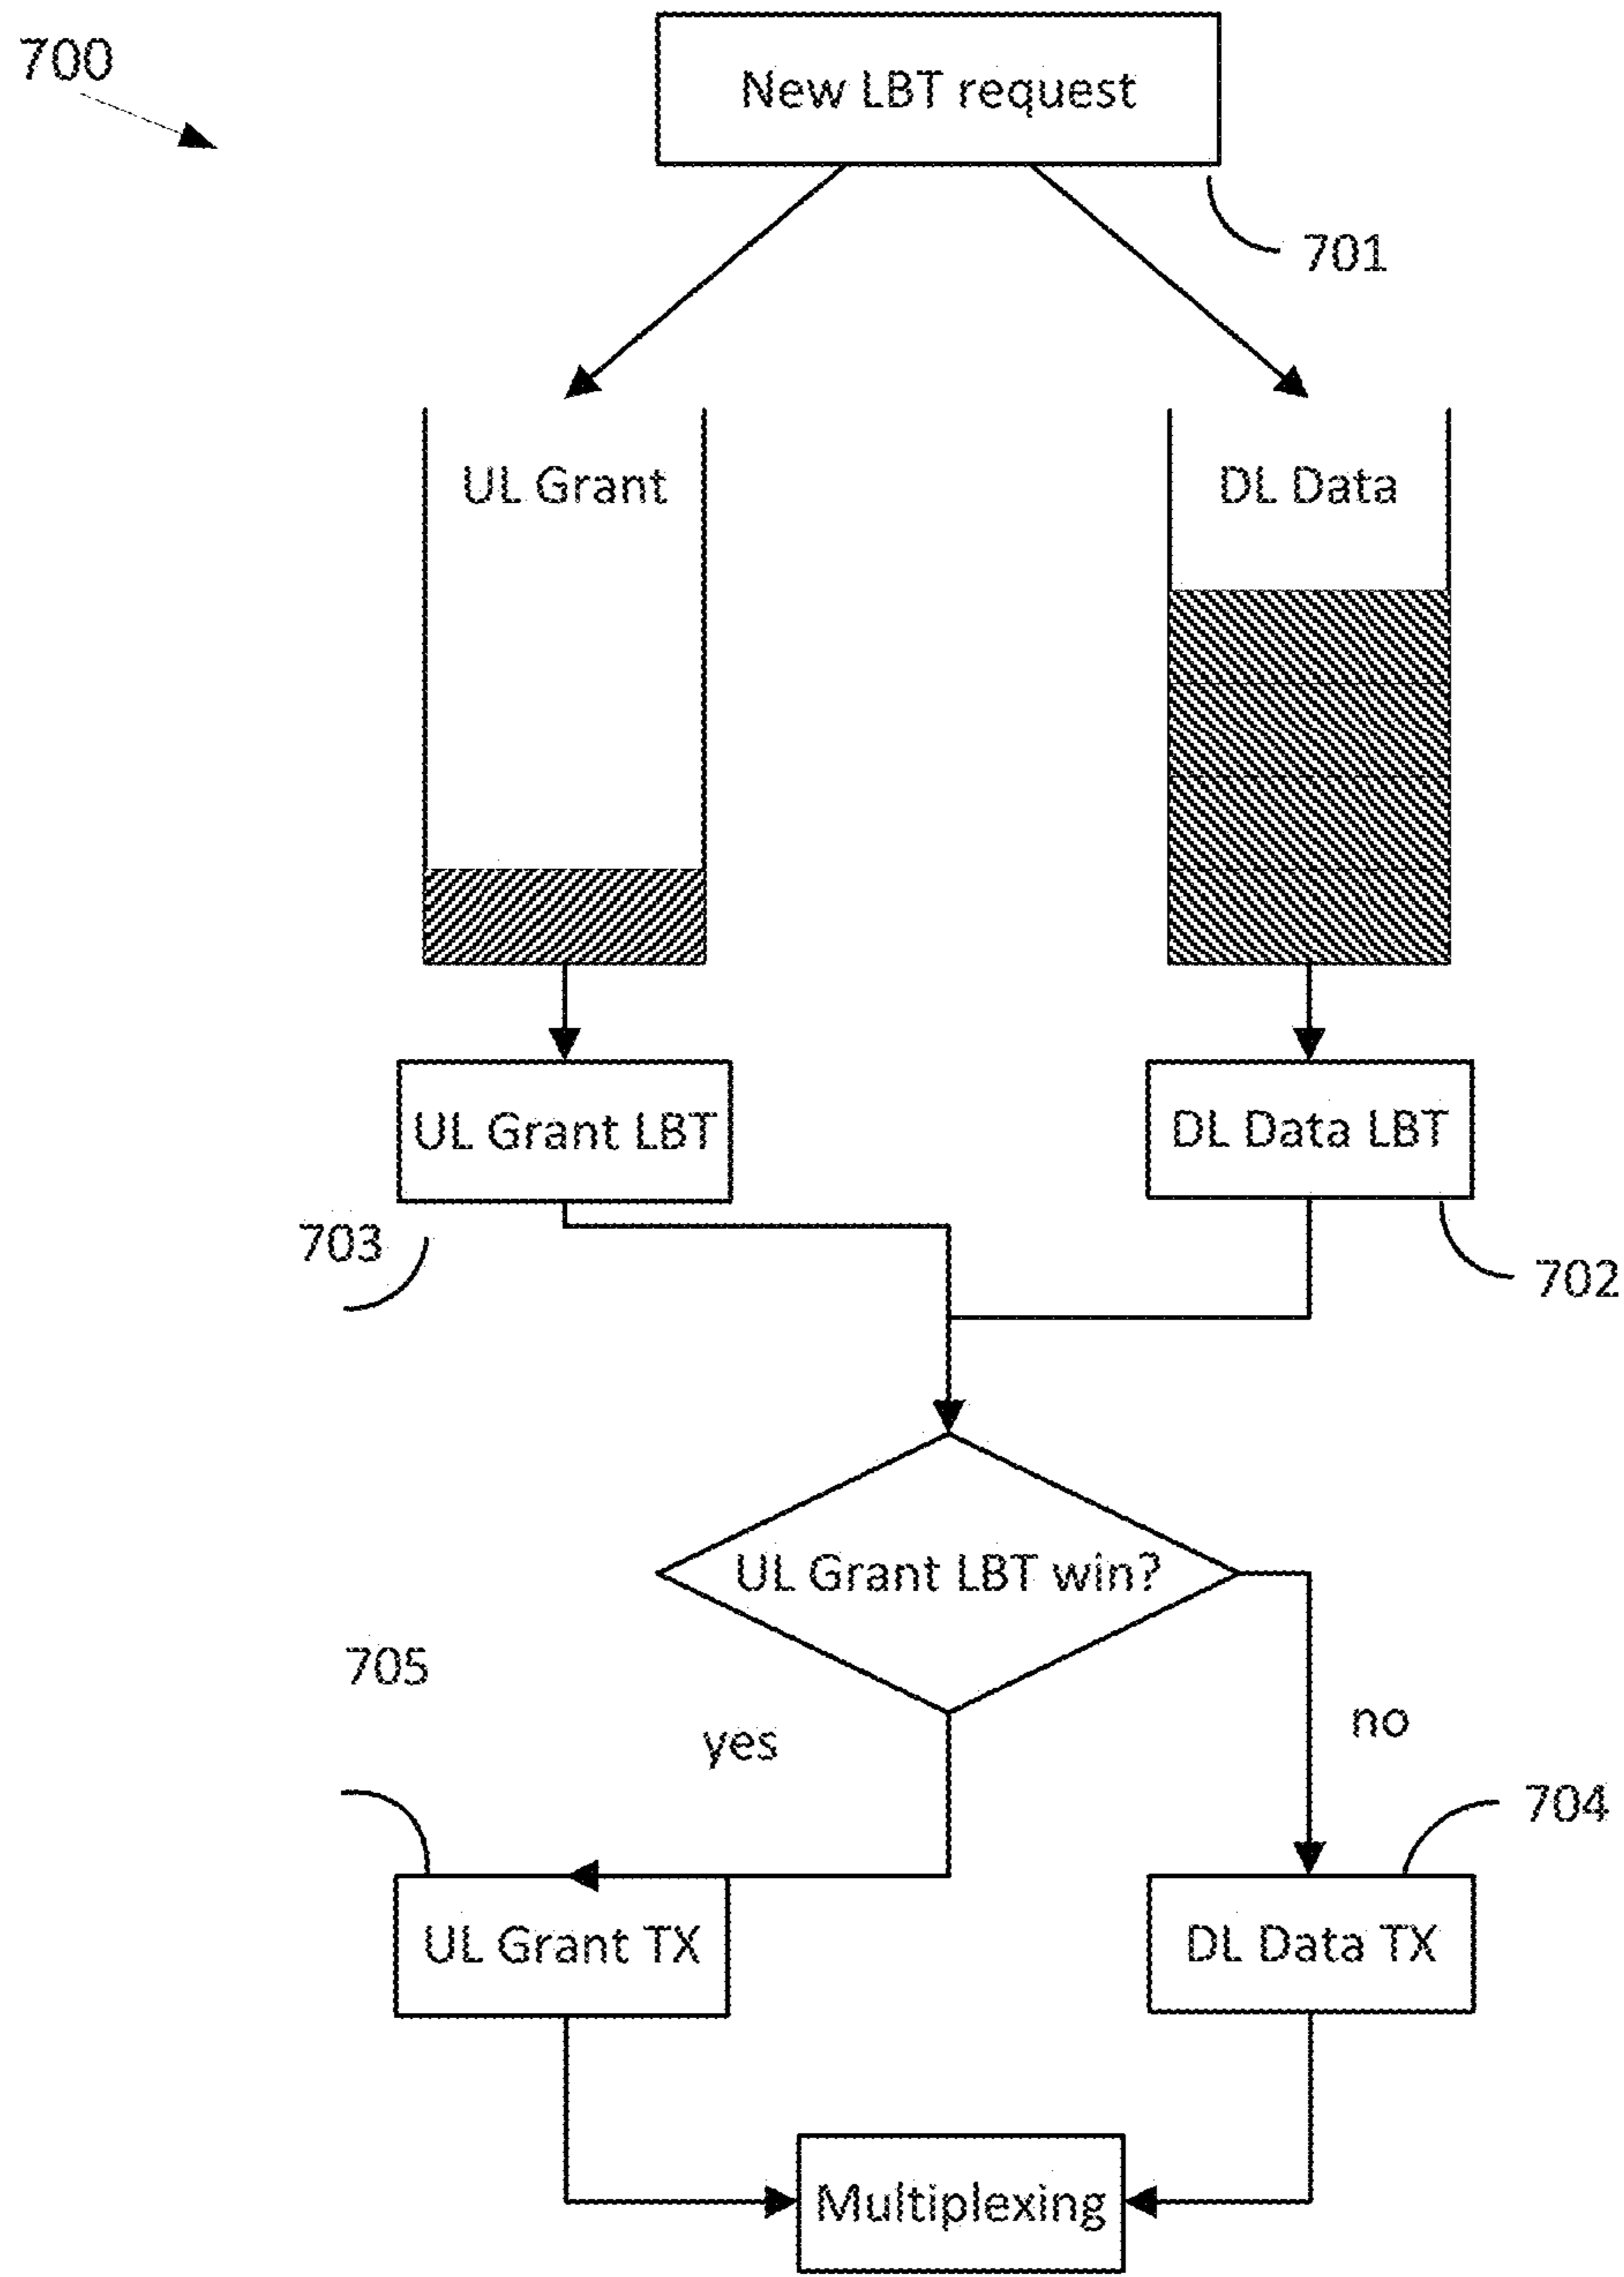 700
New LBT request
701
UL Grant
DL Data
UL Grant LBT
DL Data LBT
703
702
UL Grant LBT win?
705
yes
no
704
UL Grant TX
DL Data TX
Multiplexing